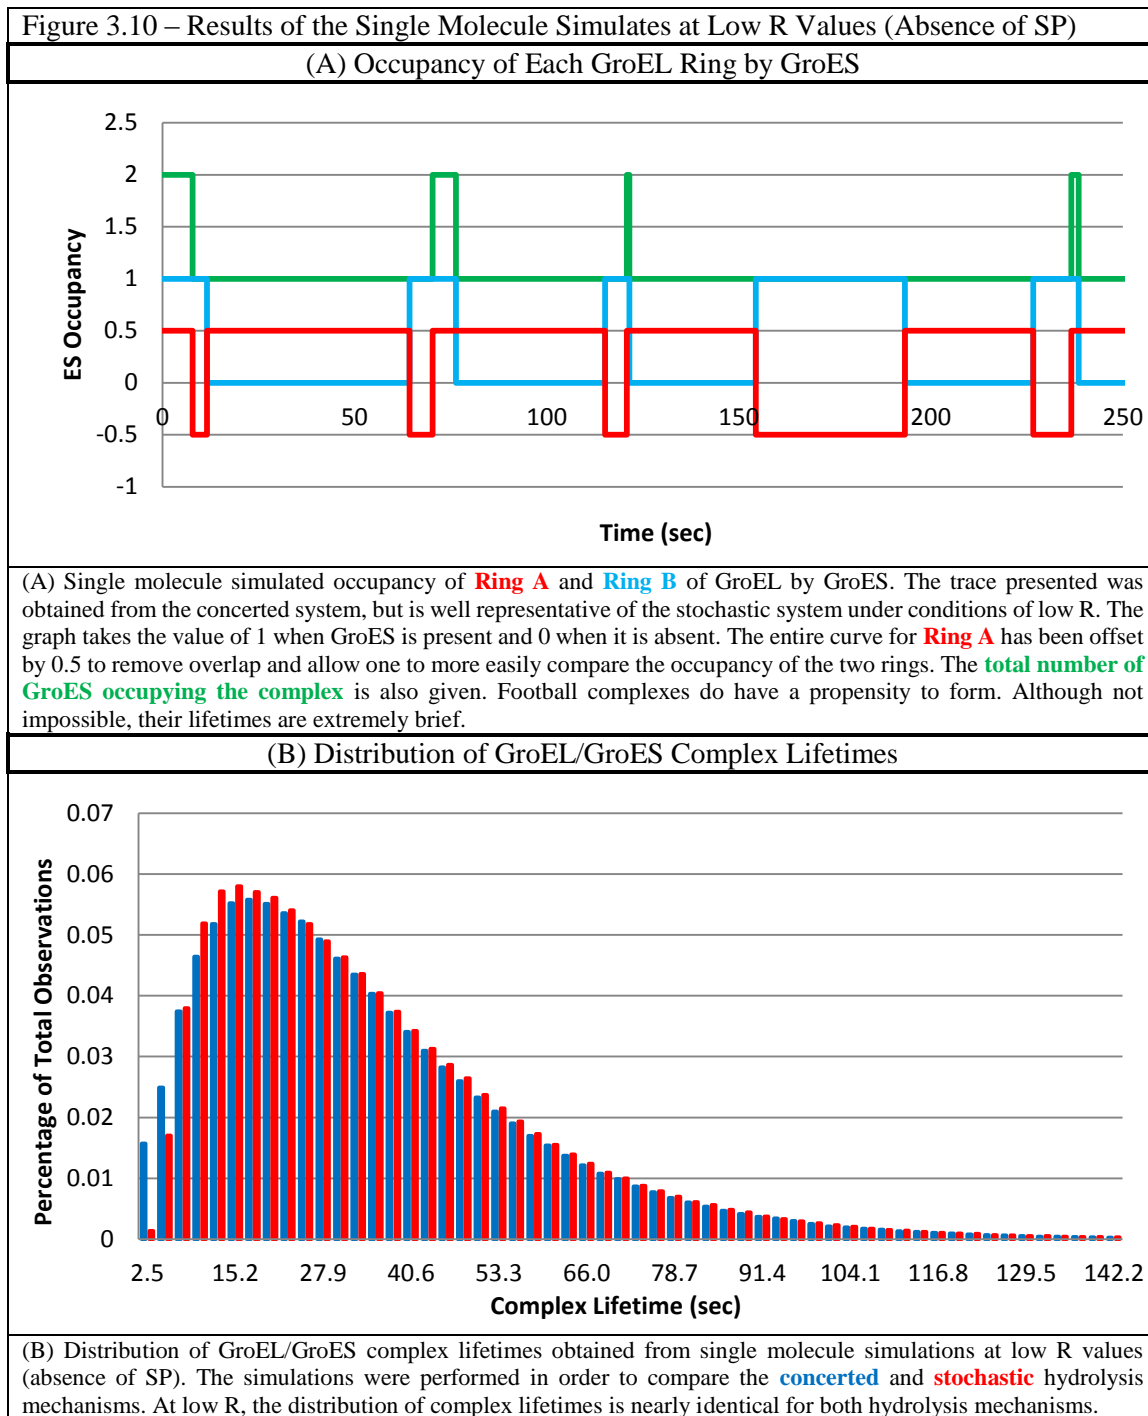 Figure 3.10 – Results of the Single Molecule Simulates at Low R Values (Absence of SP)
(A) Occupancy of Each GroEL Ring by GroES
2.5
2
1.5
1
0.5
0
-0.5
-1
ES Occupancy
0 50 100 150 200 250
Time (sec)
(A) Single molecule simulated occupancy of Ring A and Ring B of GroEL by GroES. The trace presented was
obtained from the concerted system, but is well representative of the stochastic system under conditions of low R. The
graph takes the value of 1 when GroES is present and 0 when it is absent. The entire curve for Ring A has been offset
by 0.5 to remove overlap and allow one to more easily compare the occupancy of the two rings. The total number of
GroES occupying the complex is also given. Football complexes do have a propensity to form. Although not
impossible, their lifetimes are extremely brief.
(B) Distribution of GroEL/GroES Complex Lifetimes
0.07
0.06
0.05
0.04
0.03
0.02
0.01
0
Percentage of Total Observations
2.5 15.2 27.9 40.6 53.3 66.0 78.7 91.4 104.1 116.8 129.5 142.2
Complex Lifetime (sec)
(B) Distribution of GroEL/GroES complex lifetimes obtained from single molecule simulations at low R values
(absence of SP). The simulations were performed in order to compare the concerted and stochastic hydrolysis
mechanisms. At low R, the distribution of complex lifetimes is nearly identical for both hydrolysis mechanisms.